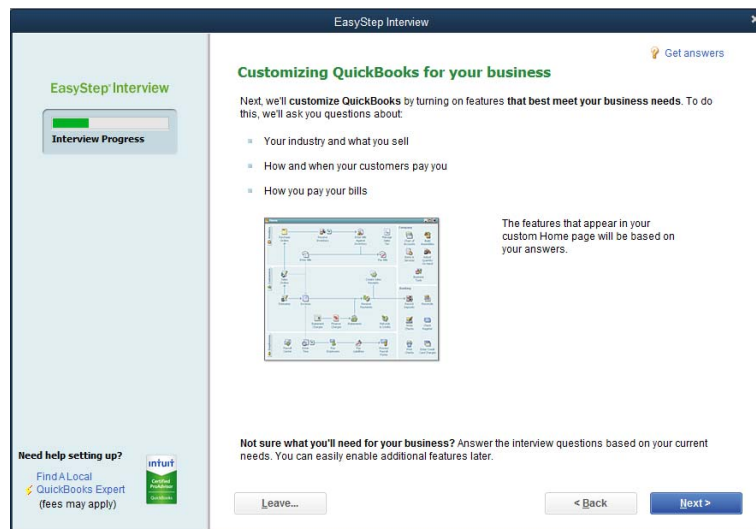 EasyStep Interview
Get answers
EasyStep Interview
Interview Progress
Customizing QuickBooks for your business
Next, we'll customize QuickBooks by turning on features that best meet your business needs. To do
this, we'll ask you questions about:
Your industry and what you sell
How and when your customers pay you
How you pay your bills
The features that appear in your
custom Home page will be based on
your answers.
Not sure what you'll need for your business? Answer the interview questions based on your current
needs. You can easily enable additional features later.
Need help setting up?
Find A Local
QuickBooks Expert
(fees may apply)
intuit
Certified
ProAdvisor
QuickBooks
Leave...
< Back
Next >